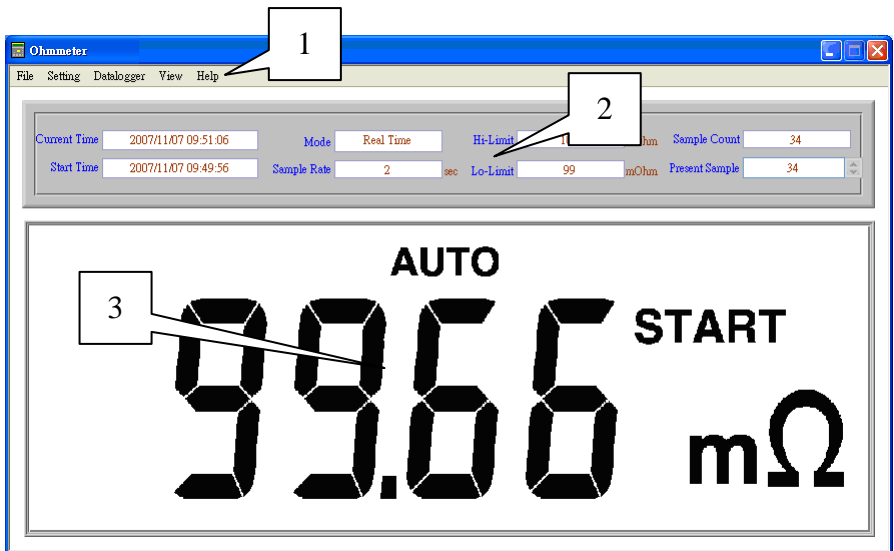 1
Ohmmeter
File Setting Datalogger View Help
2
Current Time 2007/11/07 09:51:06 Mode Real Time Hi-Limit Sample Count 34
Start Time 2007/11/07 09:49:56 Sample Rate 2 sec Lo-Limit 99 mOhm Present Sample 34
AUTO
3
99.66 START mΩ